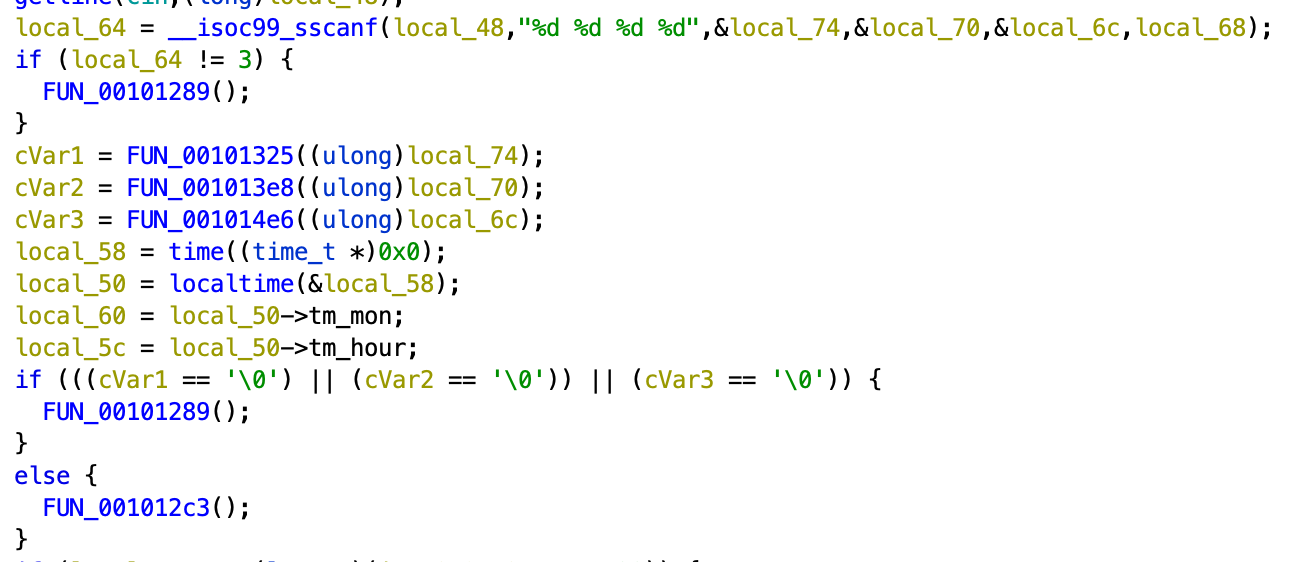 local_64 = __isoc99_sscanf(local_48,"%d %d %d %d",&local_74,&local_70,&local_6c,local_68);
if (local_64 != 3) {
  FUN_00101289();
}
cVar1 = FUN_00101325((ulong)local_74);
cVar2 = FUN_001013e8((ulong)local_70);
cVar3 = FUN_001014e6((ulong)local_6c);
local_58 = time((time_t *)0x0);
local_50 = localtime(&local_58);
local_60 = local_50->tm_mon;
local_5c = local_50->tm_hour;
if (((cVar1 == '\0') || (cVar2 == '\0')) || (cVar3 == '\0')) {
  FUN_00101289();
}
else {
  FUN_001012c3();
}